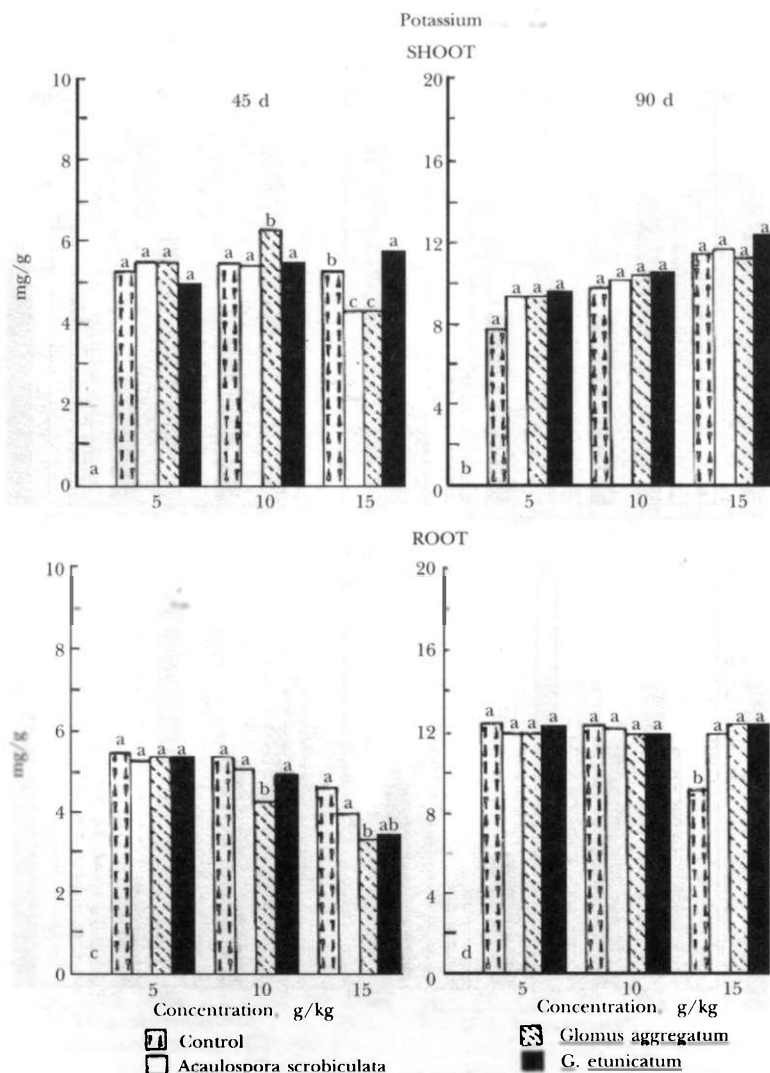 Potassium
SHOOT
10
8
6
4
2
0
mg/g
45 d
a a a a
a a b a
b c c a
a
5 10 15
20
16
12
8
4
0
90 d
a a a a
a a a a
a a a a
b
5 10 15
ROOT
10
8
6
4
2
0
mg/g
a a a a
a a b a
a a b ab
c
5 10 15
Concentration g/kg
20
16
12
8
4
0
a a a a
a a a a
b a a a
d
5 10 15
Concentration, g/kg
Control
Acaulospora scrobiculata
Glomus aggregatum
G. etunicatum